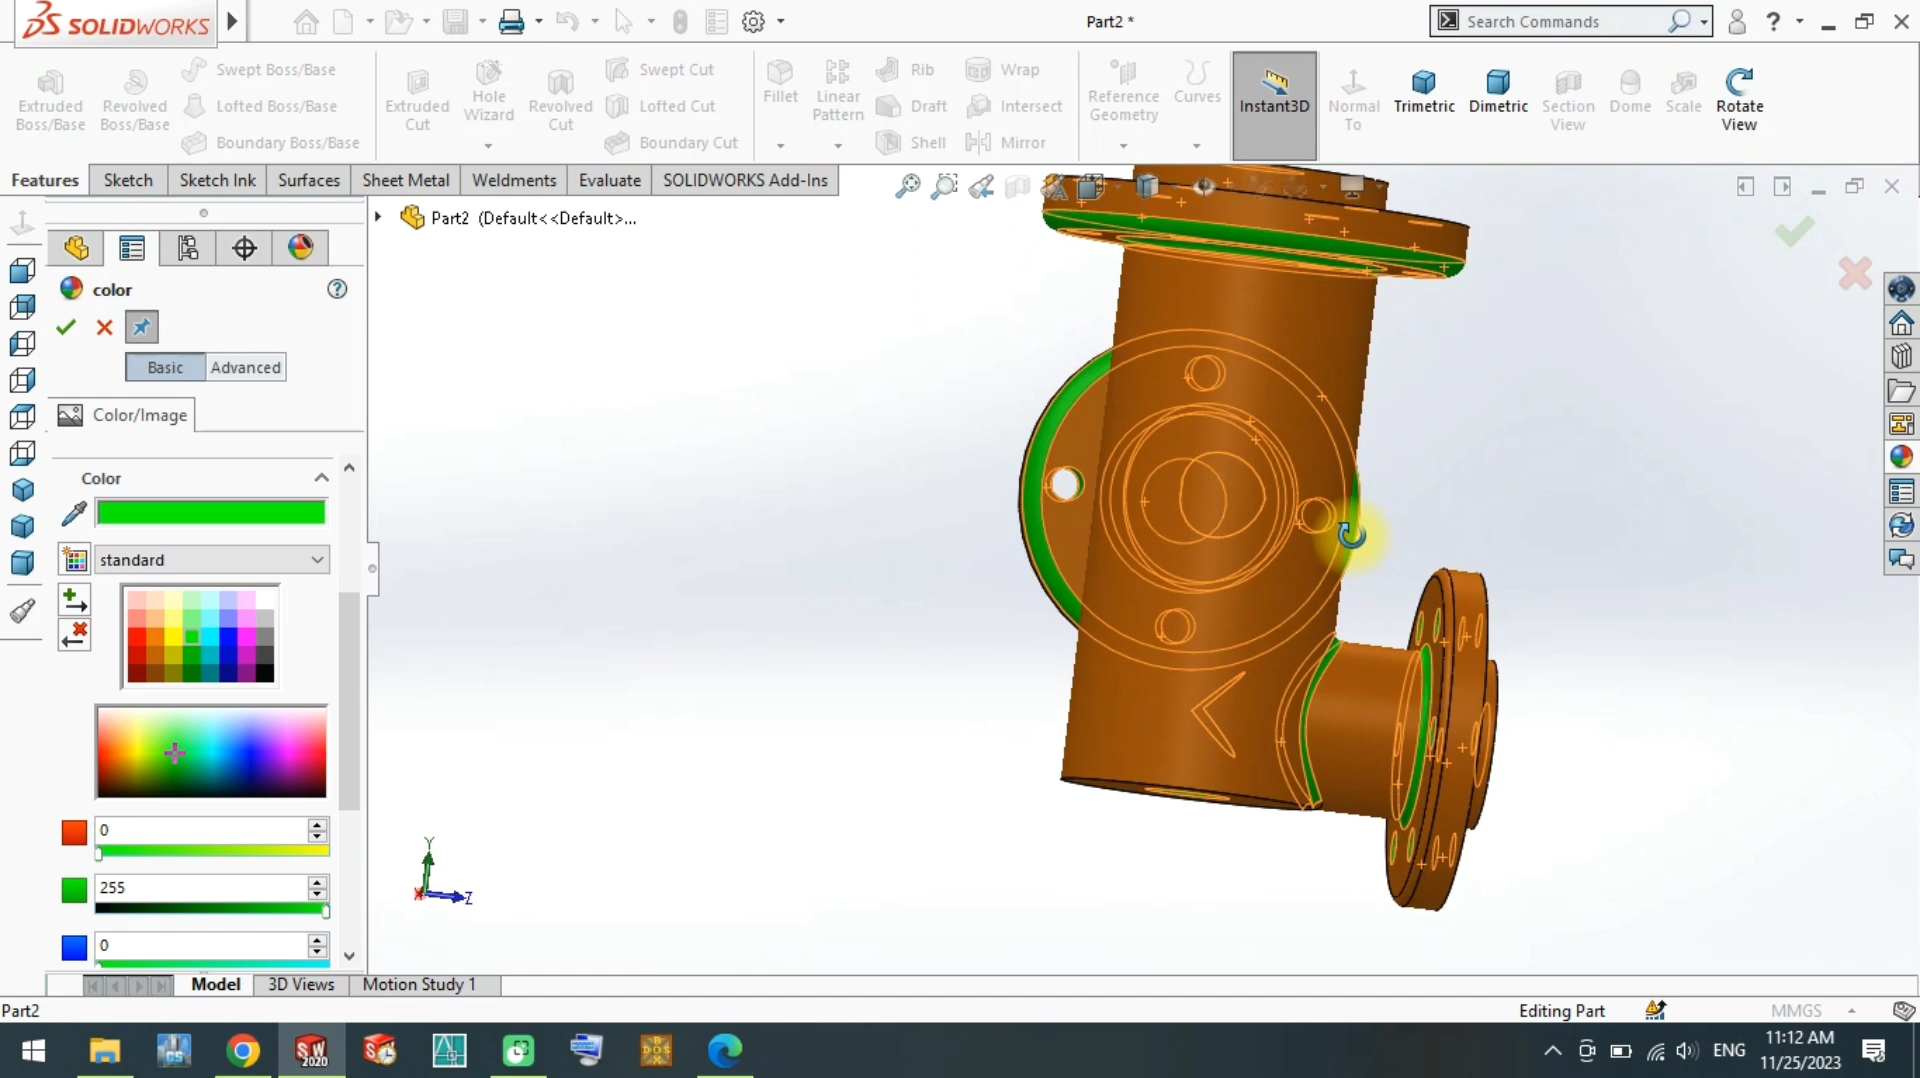 SOLIDWORKS
Part2 *
Search Commands
Extruded Boss/Base
Revolved Boss/Base
Swept Boss/Base
Lofted Boss/Base
Boundary Boss/Base
Extruded Cut
Hole Wizard
Revolved Cut
Swept Cut
Lofted Cut
Boundary Cut
Fillet
Linear Pattern
Rib
Draft
Shell
Wrap
Intersect
Mirror
Reference Geometry
Curves
Instant3D
Normal To
Trimetric
Dimetric
Section View
Dome
Scale
Rotate View
Features
Sketch
Sketch Ink
Surfaces
Sheet Metal
Weldments
Evaluate
SOLIDWORKS Add-Ins
Part2 (Default<<Default>...
color
Basic
Advanced
Color/Image
Color
standard
0
255
0
Y
X
Z
Model
3D Views
Motion Study 1
Part2
Editing Part
MMGS
SW
2020
DOS
ENG
11:12 AM
11/25/2023